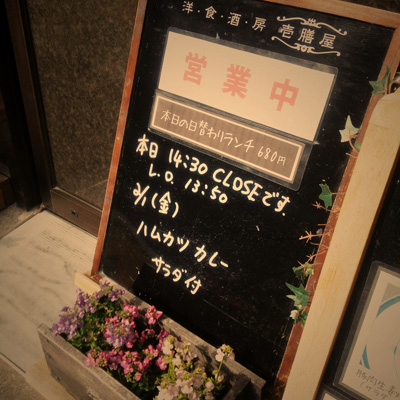 洋・食・酒・房 壱膳屋
営業中
本日の日替わりランチ 680円
本日 14:30 CLOSEです.
L.O. 13:50
(金)
ハムカツ カレー
サラダ付